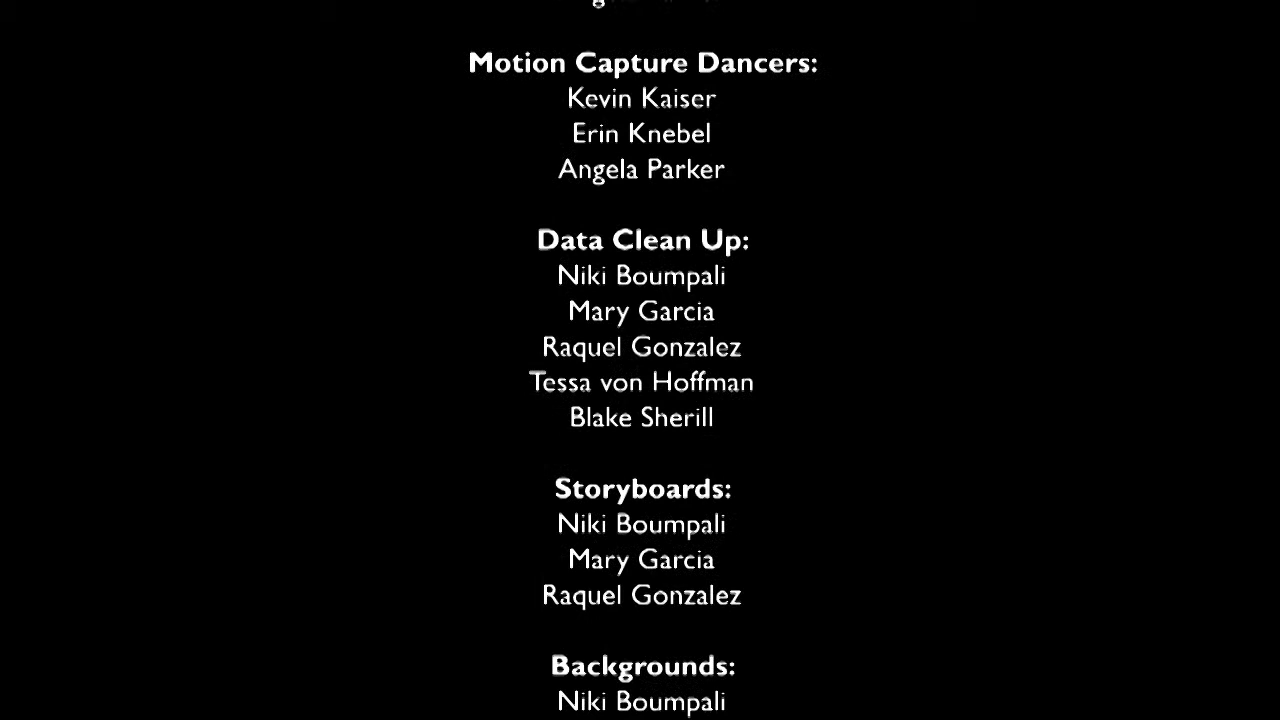 Motion Capture Dancers:
Kevin Kaiser
Erin Knebel
Angela Parker
Data Clean Up:
Niki Boumpali
Mary Garcia
Raquel Gonzalez
Tessa von Hoffman
Blake Sherill
Storyboards:
Niki Boumpali
Mary Garcia
Raquel Gonzalez
Backgrounds:
Niki Boumpali